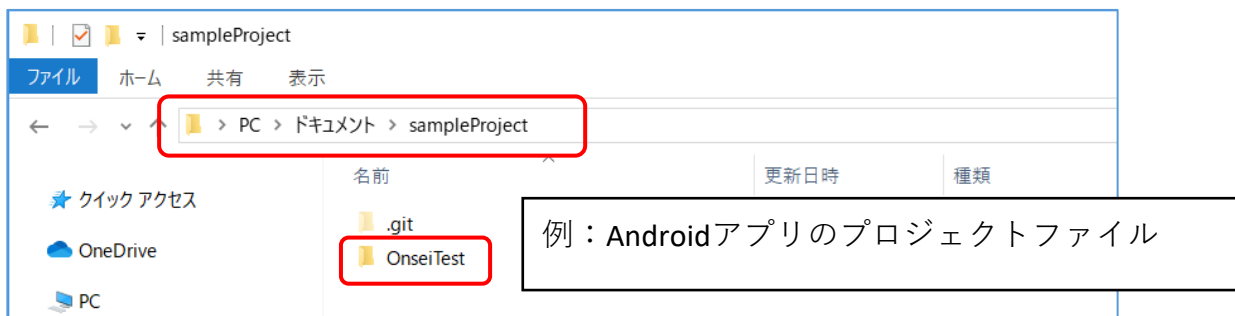 sampleProject
ファイル ホーム 共有 表示
PC > ドキュメント > sampleProject
名前 更新日時 種類
クイック アクセス
.git
例：Androidアプリのプロジェクトファイル
OneDrive
OnseiTest
PC